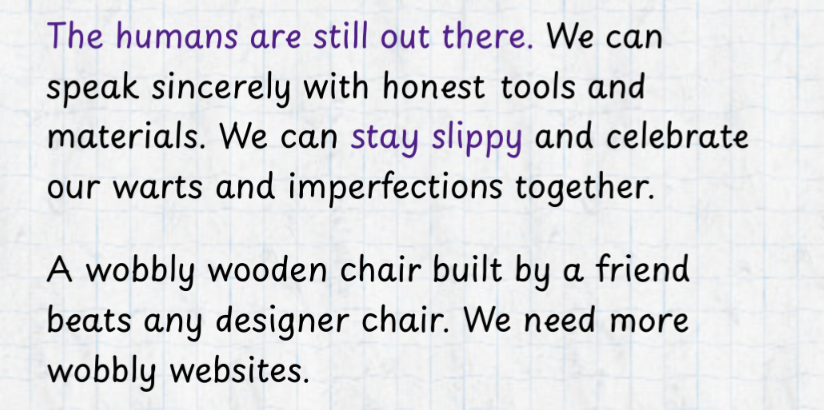 The humans are still out there. We can
speak sincerely with honest tools and
materials. We can stay slippy and celebrate
our warts and imperfections together.
A wobbly wooden chair built by a friend
beats any designer chair. We need more
wobbly websites.